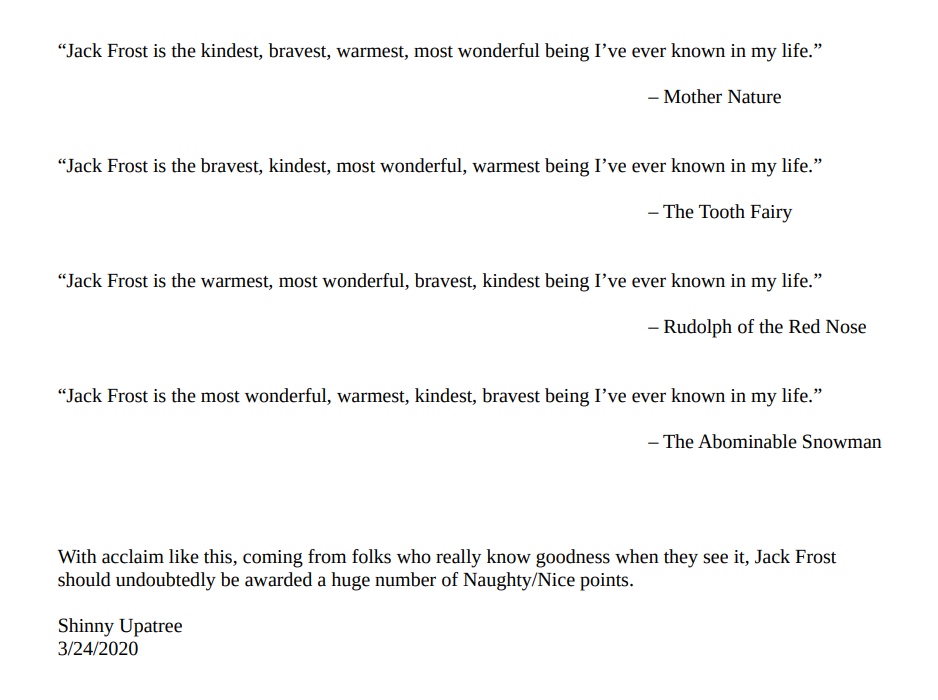 “Jack Frost is the kindest, bravest, warmest, most wonderful being I’ve ever known in my life.”
– Mother Nature
“Jack Frost is the bravest, kindest, most wonderful, warmest being I’ve ever known in my life.”
– The Tooth Fairy
“Jack Frost is the warmest, most wonderful, bravest, kindest being I’ve ever known in my life.”
– Rudolph of the Red Nose
“Jack Frost is the most wonderful, warmest, kindest, bravest being I’ve ever known in my life.”
– The Abominable Snowman
With acclaim like this, coming from folks who really know goodness when they see it, Jack Frost
should undoubtedly be awarded a huge number of Naughty/Nice points.
Shinny Upatree
3/24/2020